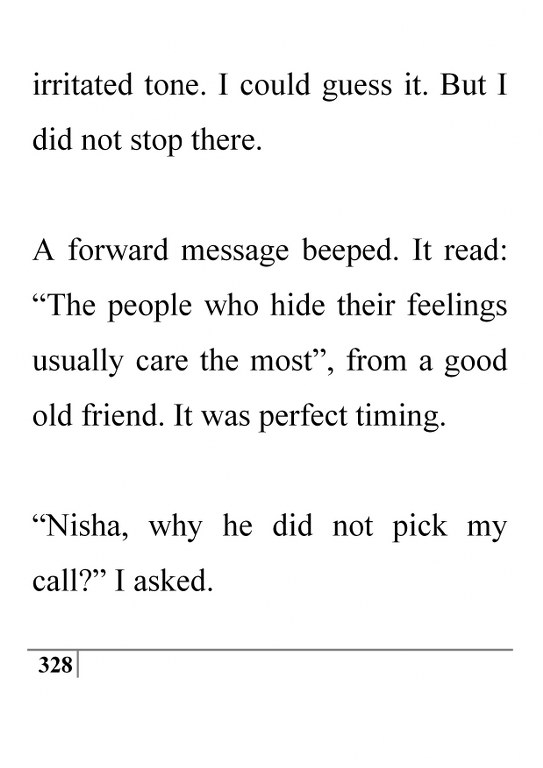 irritated tone. I could guess it. But I
did not stop there.
A forward message beeped. It read:
“The people who hide their feelings
usually care the most”, from a good
old friend. It was perfect timing.
“Nisha, why he did not pick my
call?” I asked.
328